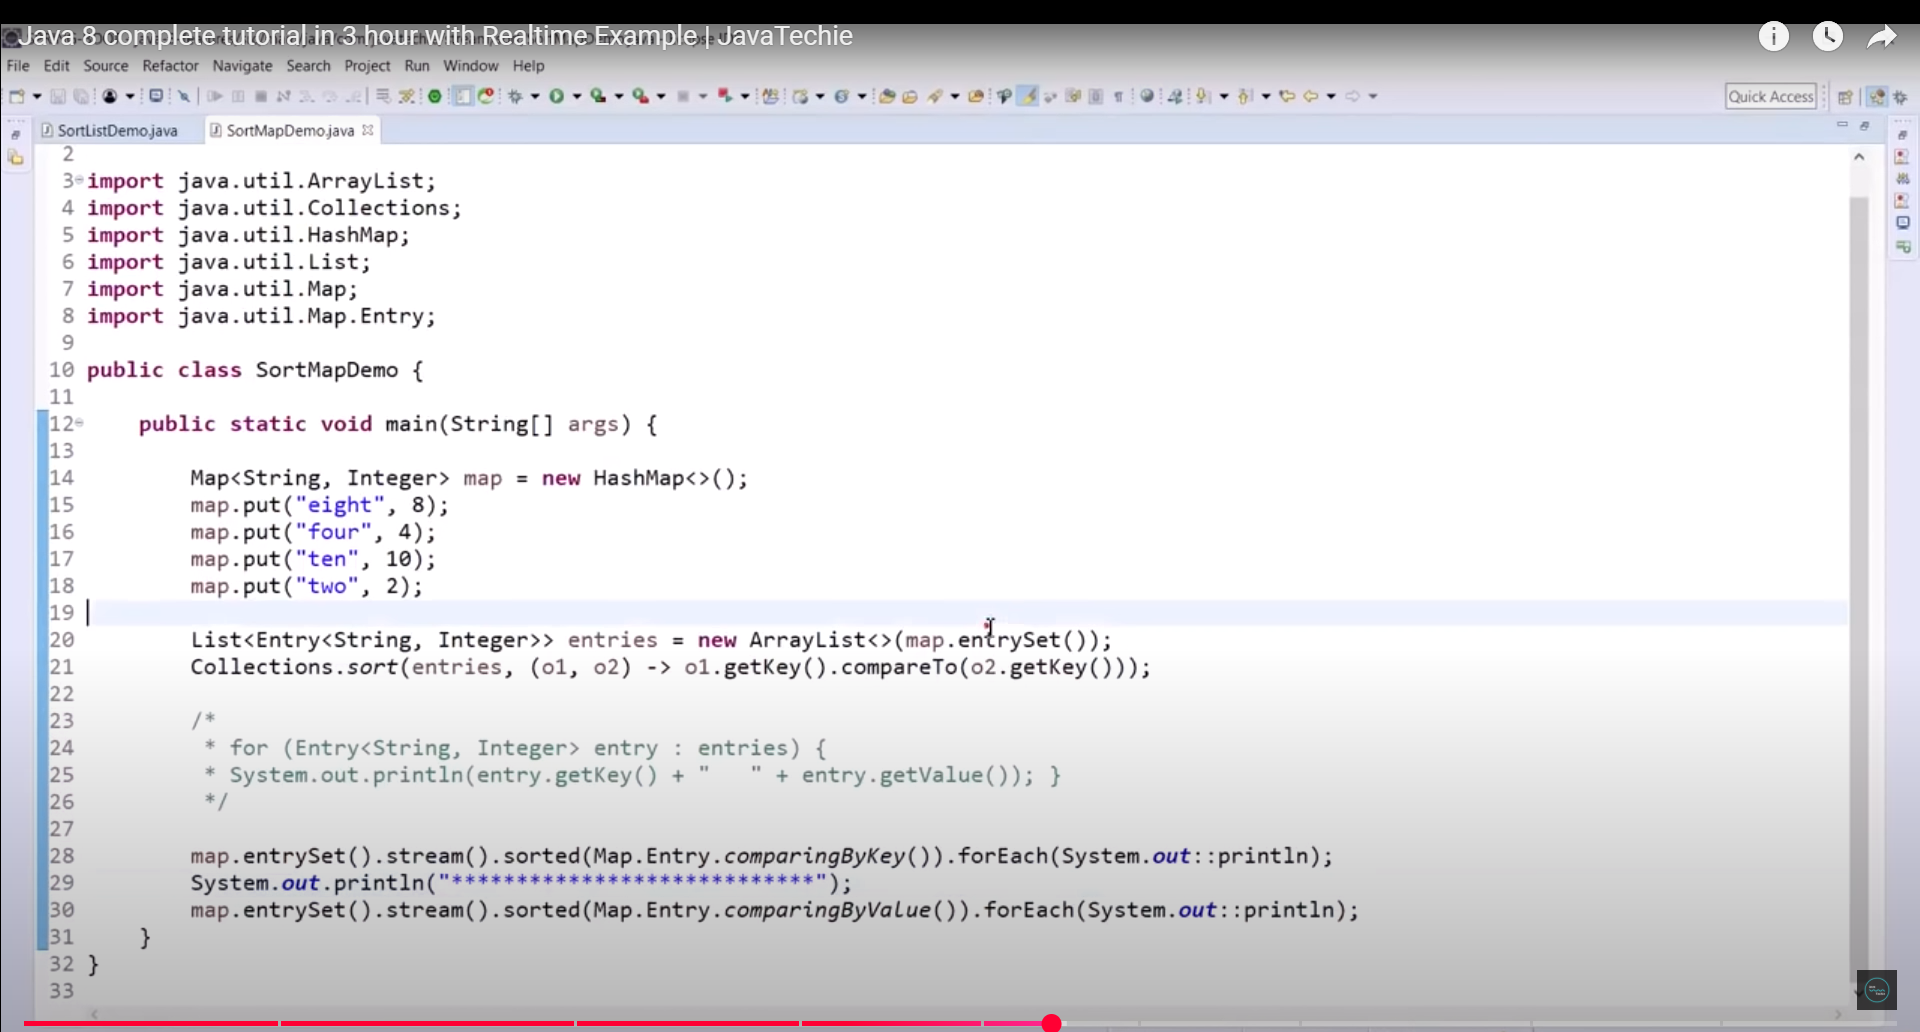 Java 8 complete tutorial in 3 hour with Realtime Example | JavaTechie
File Edit Source Refactor Navigate Search Project Run Window Help
Quick Access
SortListDemo.java SortMapDemo.java
2
3 import java.util.ArrayList;
4 import java.util.Collections;
5 import java.util.HashMap;
6 import java.util.List;
7 import java.util.Map;
8 import java.util.Map.Entry;
9
10 public class SortMapDemo {
11
12 public static void main(String[] args) {
13
14 Map<String, Integer> map = new HashMap<>();
15 map.put("eight", 8);
16 map.put("four", 4);
17 map.put("ten", 10);
18 map.put("two", 2);
19
20 List<Entry<String, Integer>> entries = new ArrayList<>(map.entrySet());
21 Collections.sort(entries, (o1, o2) -> o1.getKey().compareTo(o2.getKey()));
22
23 /*
24 * for (Entry<String, Integer> entry : entries) {
25 * System.out.println(entry.getKey() + "   " + entry.getValue()); }
26 */
27
28 map.entrySet().stream().sorted(Map.Entry.comparingByKey()).forEach(System.out::println);
29 System.out.println("****************************");
30 map.entrySet().stream().sorted(Map.Entry.comparingByValue()).forEach(System.out::println);
31 }
32 }
33